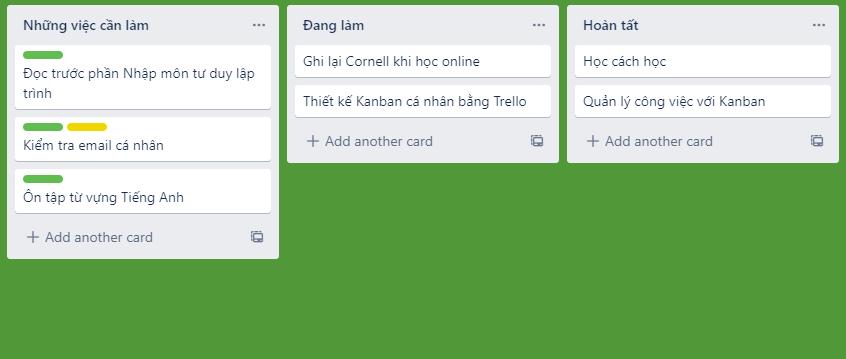 Những việc cần làm
Đọc trước phần Nhập môn tư duy lập
trình
Kiểm tra email cá nhân
Ôn tập từ vựng Tiếng Anh
Add another card
Đang làm
Ghi lại Cornell khi học online
Thiết kế Kanban cá nhân bằng Trello
Add another card
Hoàn tất
Học cách học
Quản lý công việc với Kanban
Add another card